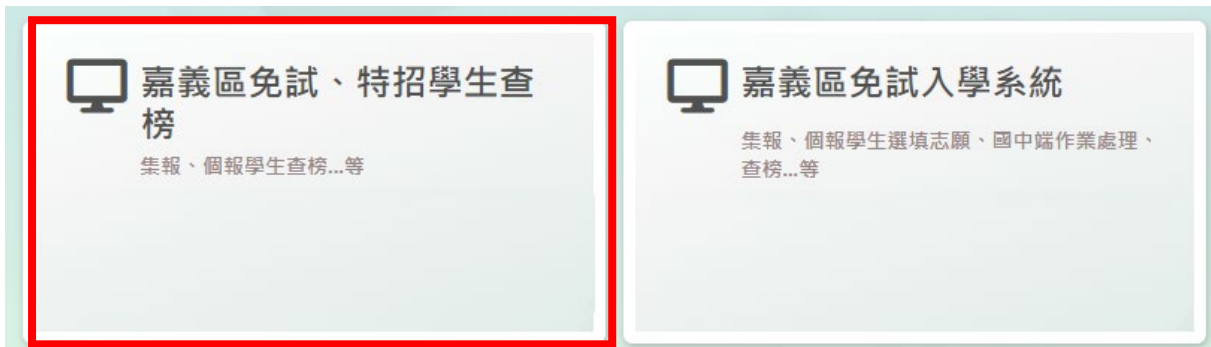 嘉義區免試、特招學生查
榜
集報、個報學生查榜...等
嘉義區免試入學系統
集報、個報學生選填志願、國中端作業處理、
查榜...等